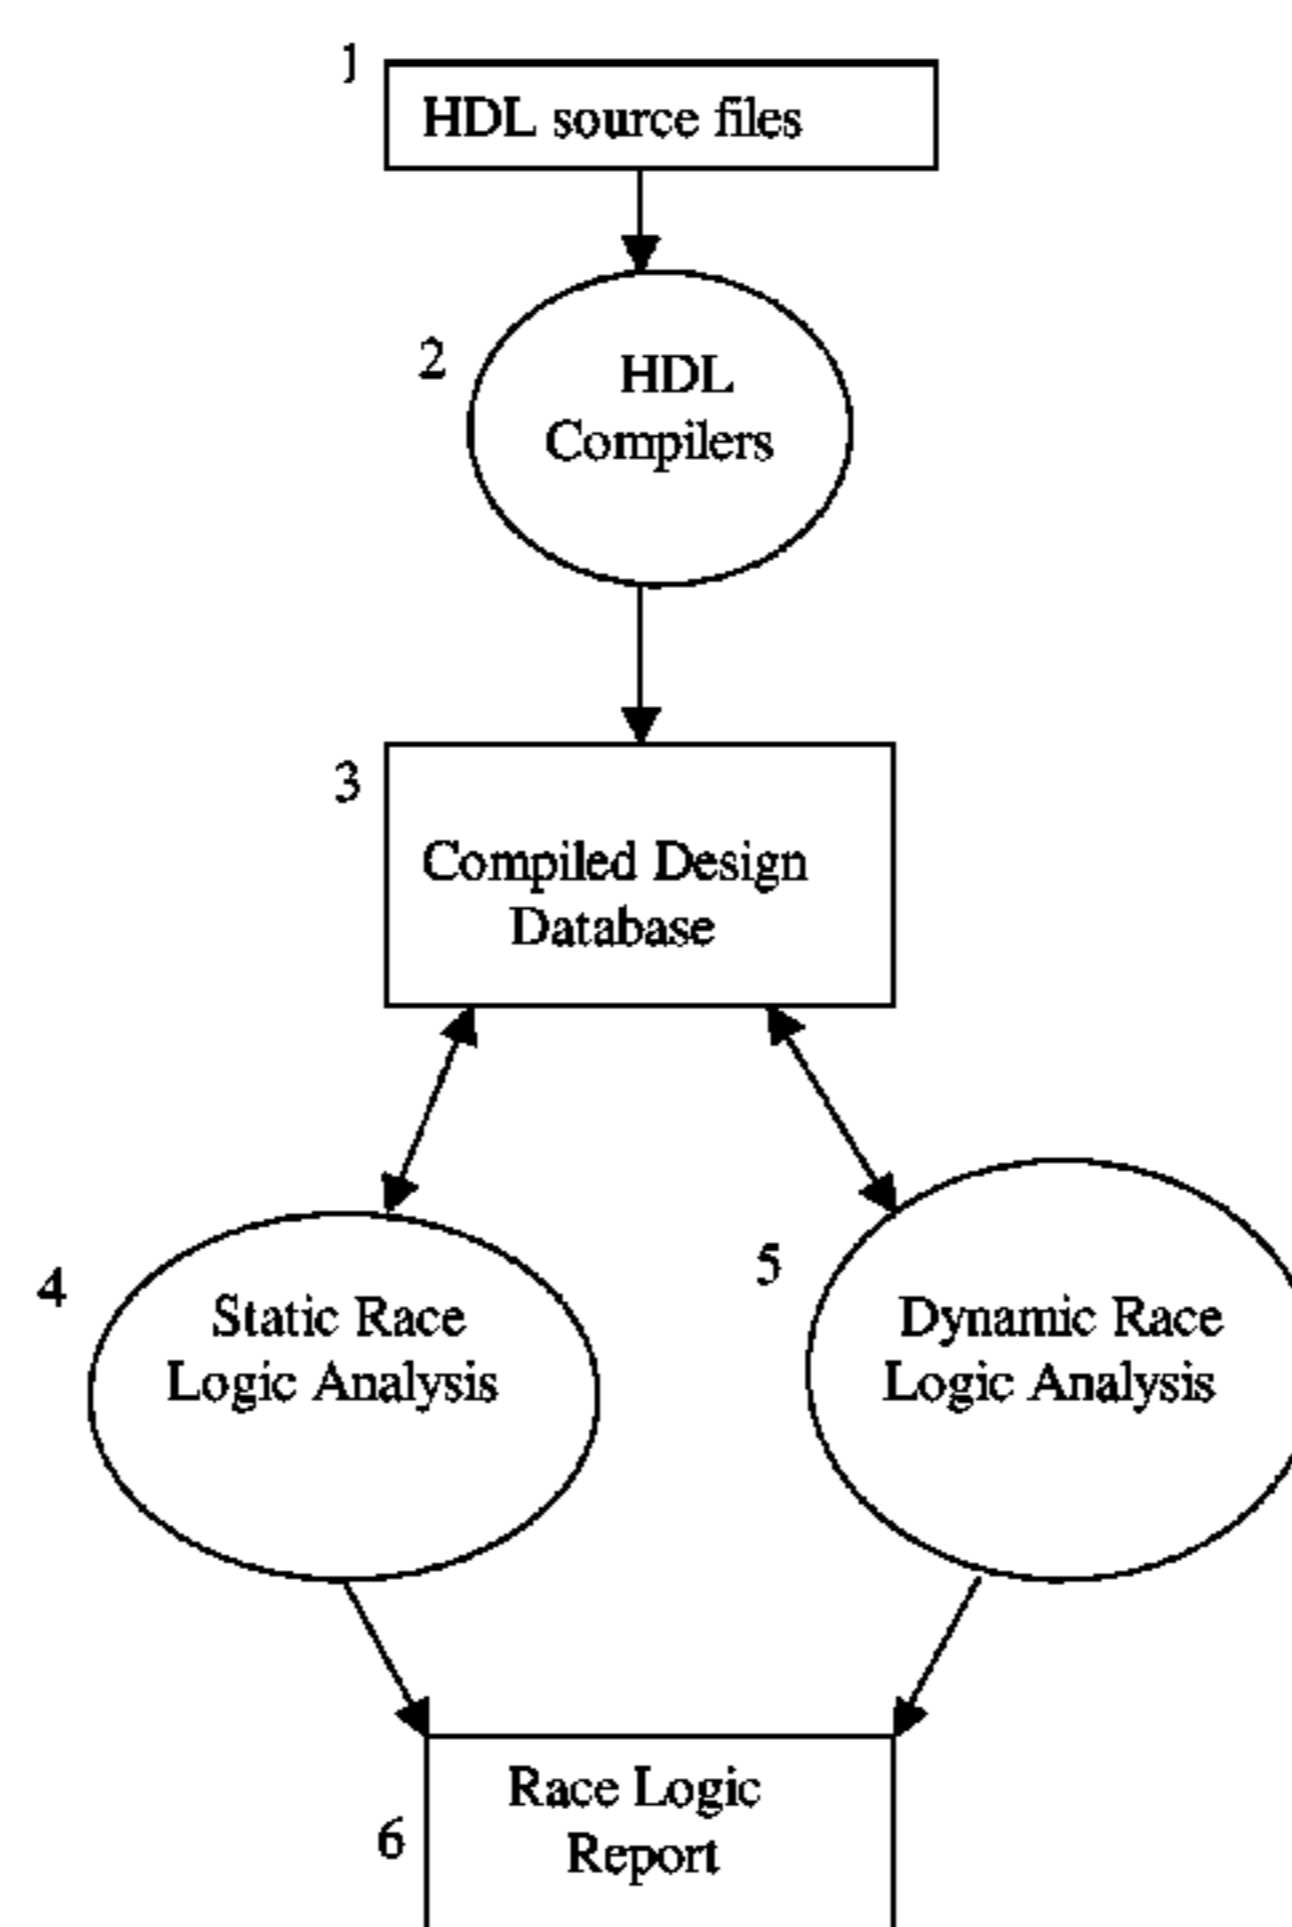 1
HDL source files
2
HDL
Compilers
3
Compiled Design
Database
4
Static Race
Logic Analysis
5
Dynamic Race
Logic Analysis
6
Race Logic
Report